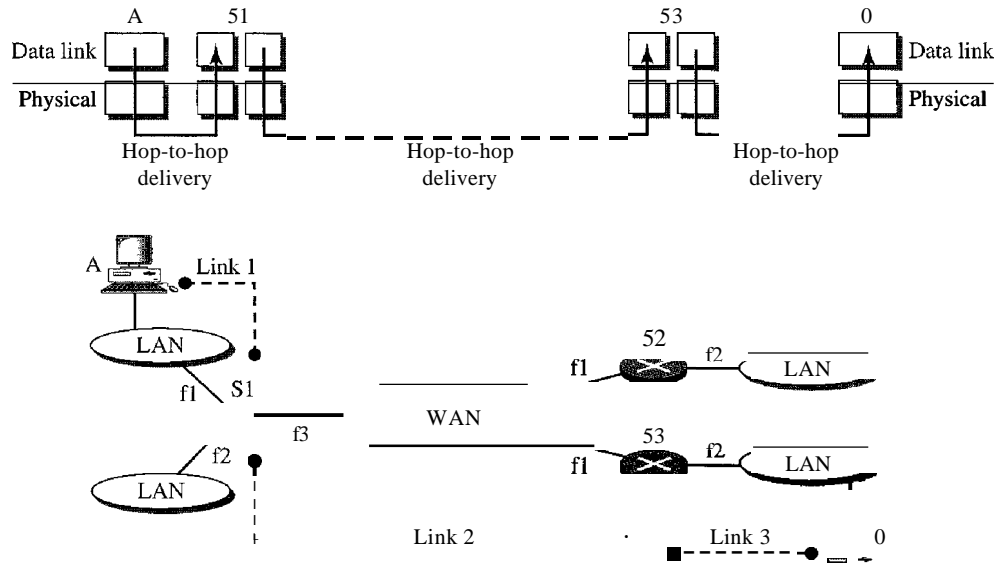 A 51 53 0
Data link Data link
Physical Physical
Hop-to-hop delivery
Hop-to-hop delivery
Hop-to-hop delivery
A Link 1
LAN
f1 S1
52
f1 f2 LAN
WAN
f3
53
f2
f1 f2 LAN
LAN
Link 2 Link 3 0